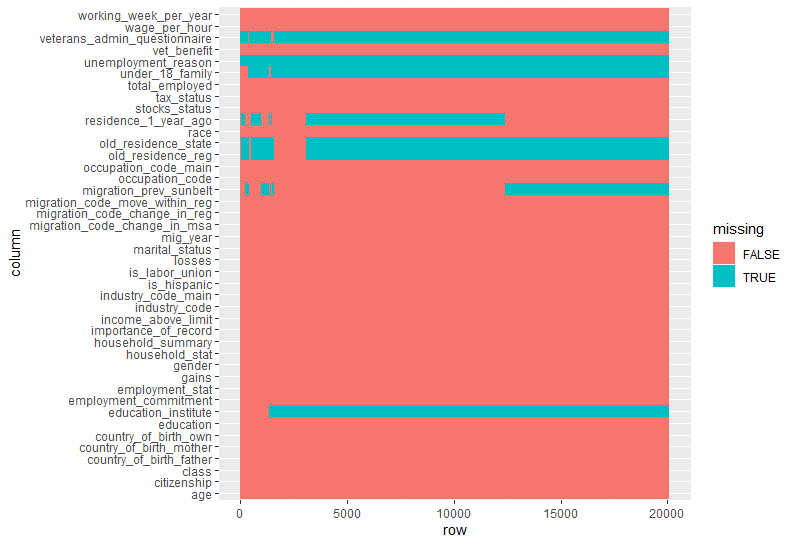 working_week_per_year
wage_per_hour
veterans_admin_questionnaire
vet_benefit
unemployment_reason
under_18_family
total_employed
tax_status
stocks_status
residence_1_year_ago
race
old_residence_state
old_residence_reg
occupation_code_main
occupation_code
migration_prev_sunbelt
migration_code_move_within_reg
migration_code_change_in_reg
migration_code_change_in_msa
mig_year
marital_status
losses
is_labor_union
is_hispanic
industry_code_main
industry_code
income_above_limit
importance_of_record
household_summary
household_stat
gender
gains
employment_stat
employment_commitment
education_institute
education
country_of_birth_own
country_of_birth_mother
country_of_birth_father
class
citizenship
age
column
0
5000
10000
15000
20000
row
missing
FALSE
TRUE